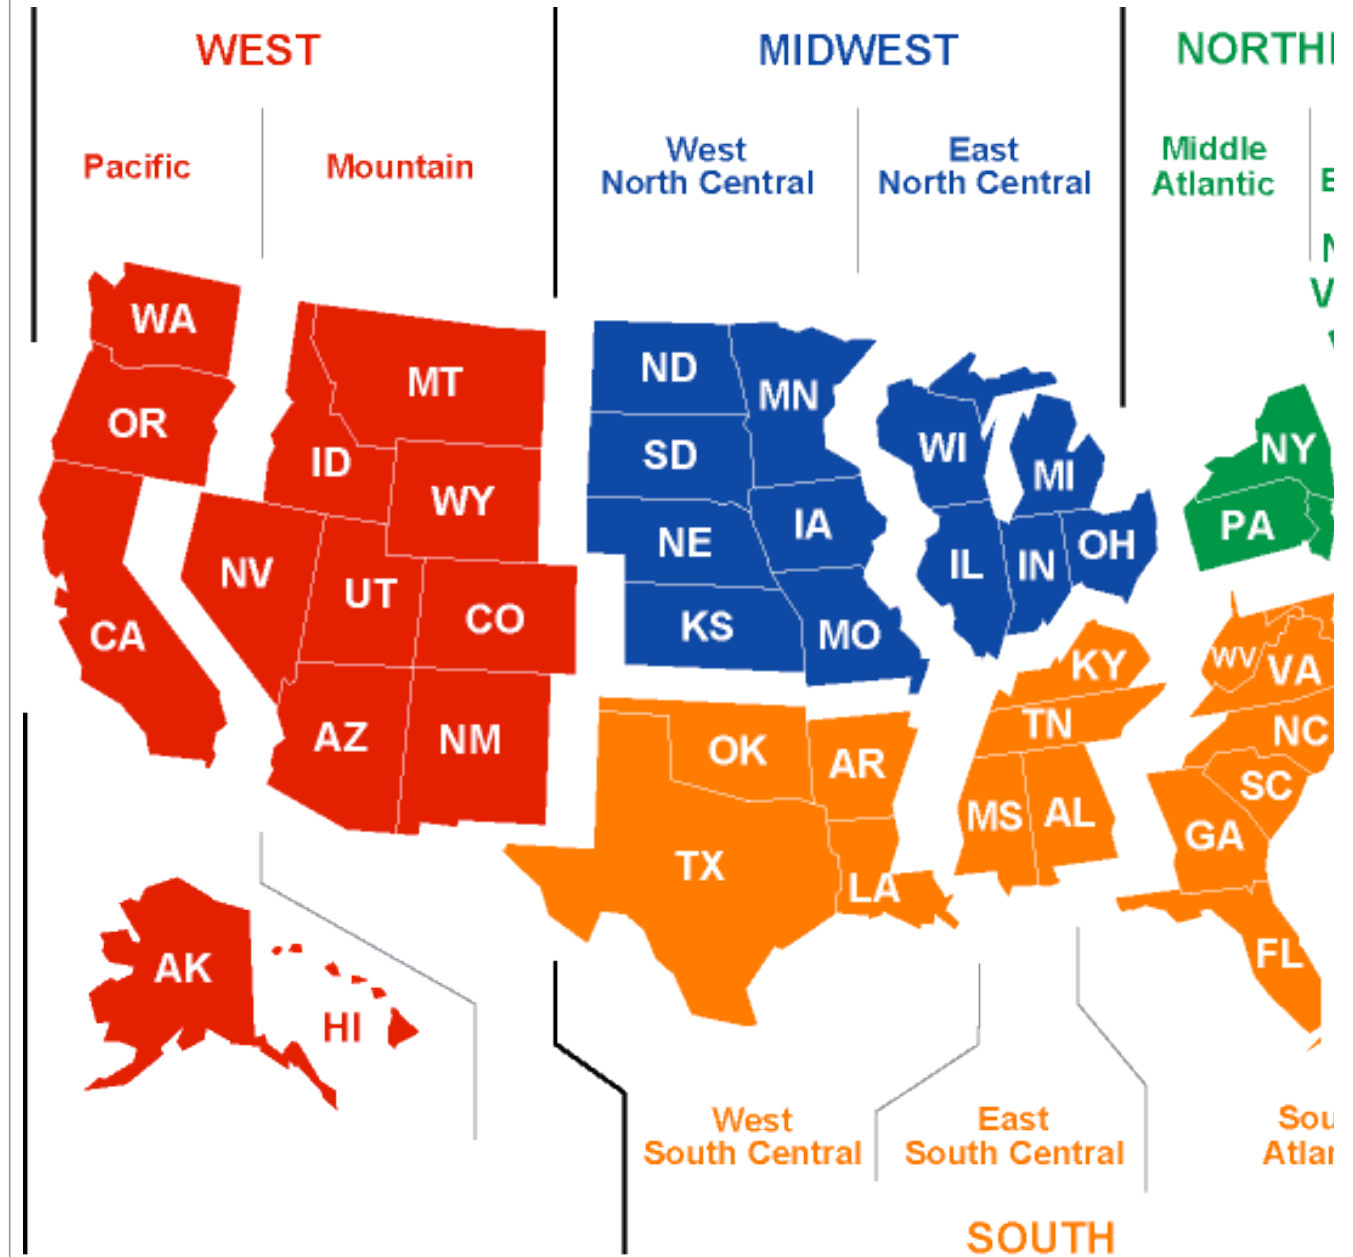 WEST
MIDWEST
NORTH
Pacific
Mountain
West
North Central
East
North Central
Middle
Atlantic
E
N
V
WA
OR
CA
MT
ID
WY
NV
UT
CO
AZ
NM
ND
MN
SD
NE
IA
KS
MO
WI
MI
IL
IN
OH
NY
PA
KY
WV
VA
TN
NC
OK
AR
MS
AL
SC
GA
TX
LA
FL
AK
HI
West
South Central
East
South Central
Sou
Atlan
SOUTH